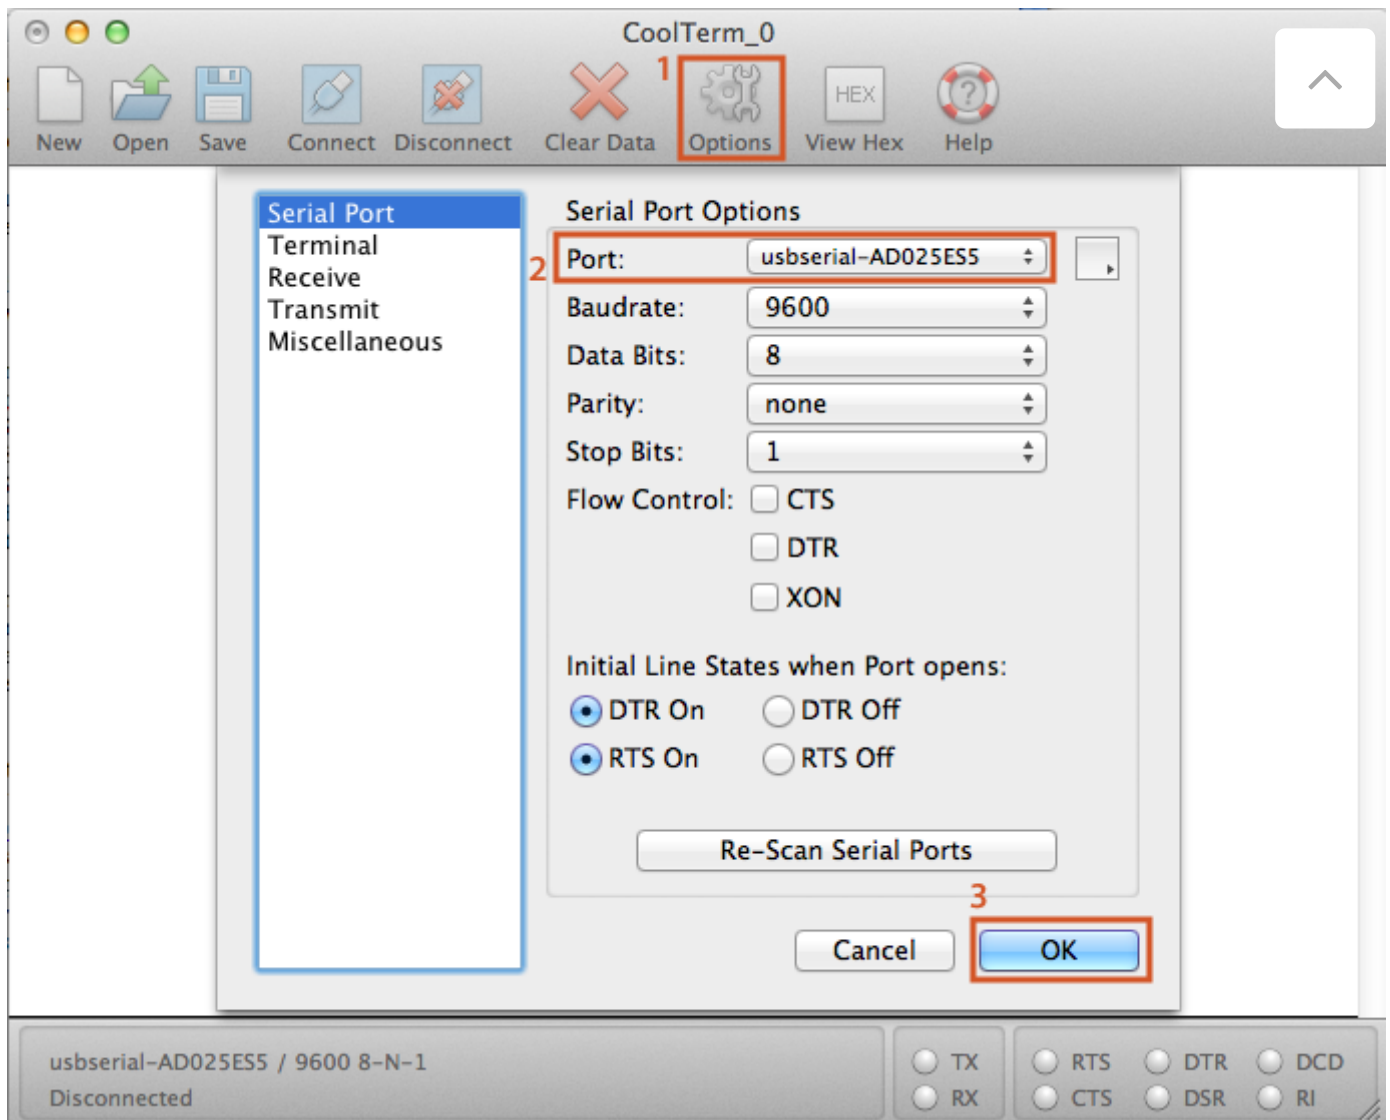 CoolTerm_0
1
HEX
?
New Open Save Connect Disconnect Clear Data Options View Hex Help
Serial Port
Terminal
Receive
Transmit
Miscellaneous
Serial Port Options
2 Port: usbserial-AD025ES5
Baudrate: 9600
Data Bits: 8
Parity: none
Stop Bits: 1
Flow Control: CTS
DTR
XON
Initial Line States when Port opens:
DTR On DTR Off
RTS On RTS Off
Re-Scan Serial Ports
3
Cancel OK
usbserial-AD025ES5 / 9600 8-N-1
Disconnected
TX RTS DTR DCD
RX CTS DSR RI